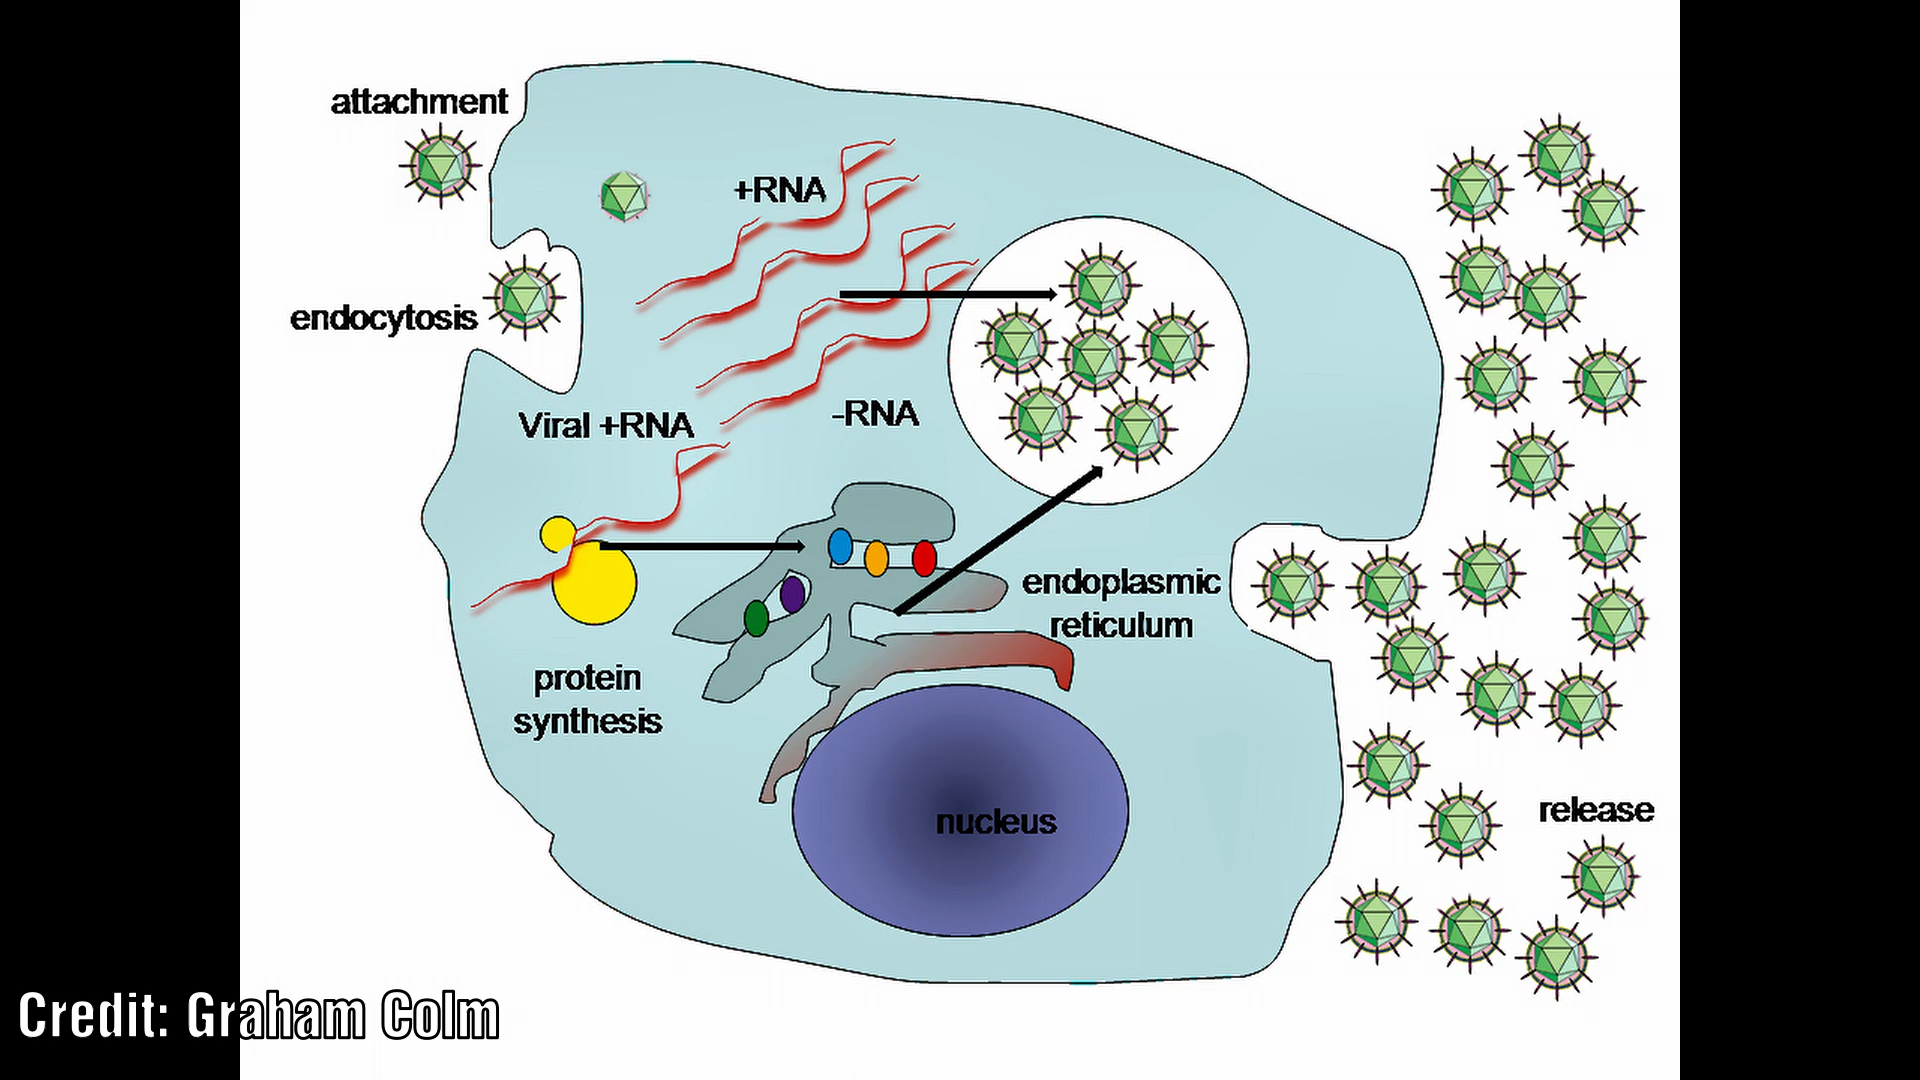 attachment
+RNA
endocytosis
Viral +RNA
-RNA
endoplasmic
reticulum
protein
synthesis
nucleus
release
Credit: Graham Colm